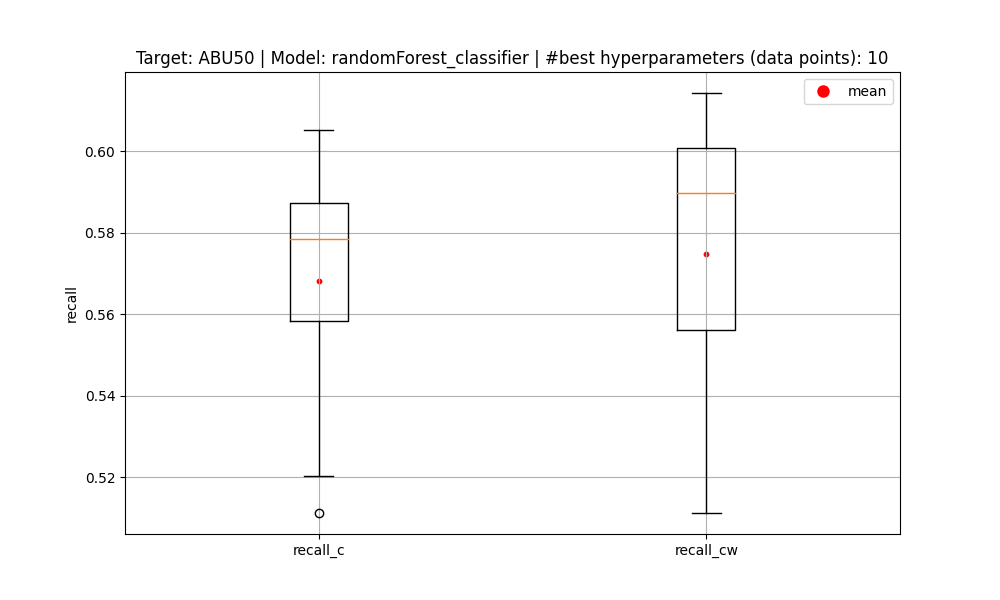 Target: ABU50 | Model: randomForest_classifier | #best hyperparameters (data points): 10
mean
0.60
0.58
0.56
0.54
0.52
recall
recall_c
recall_cw